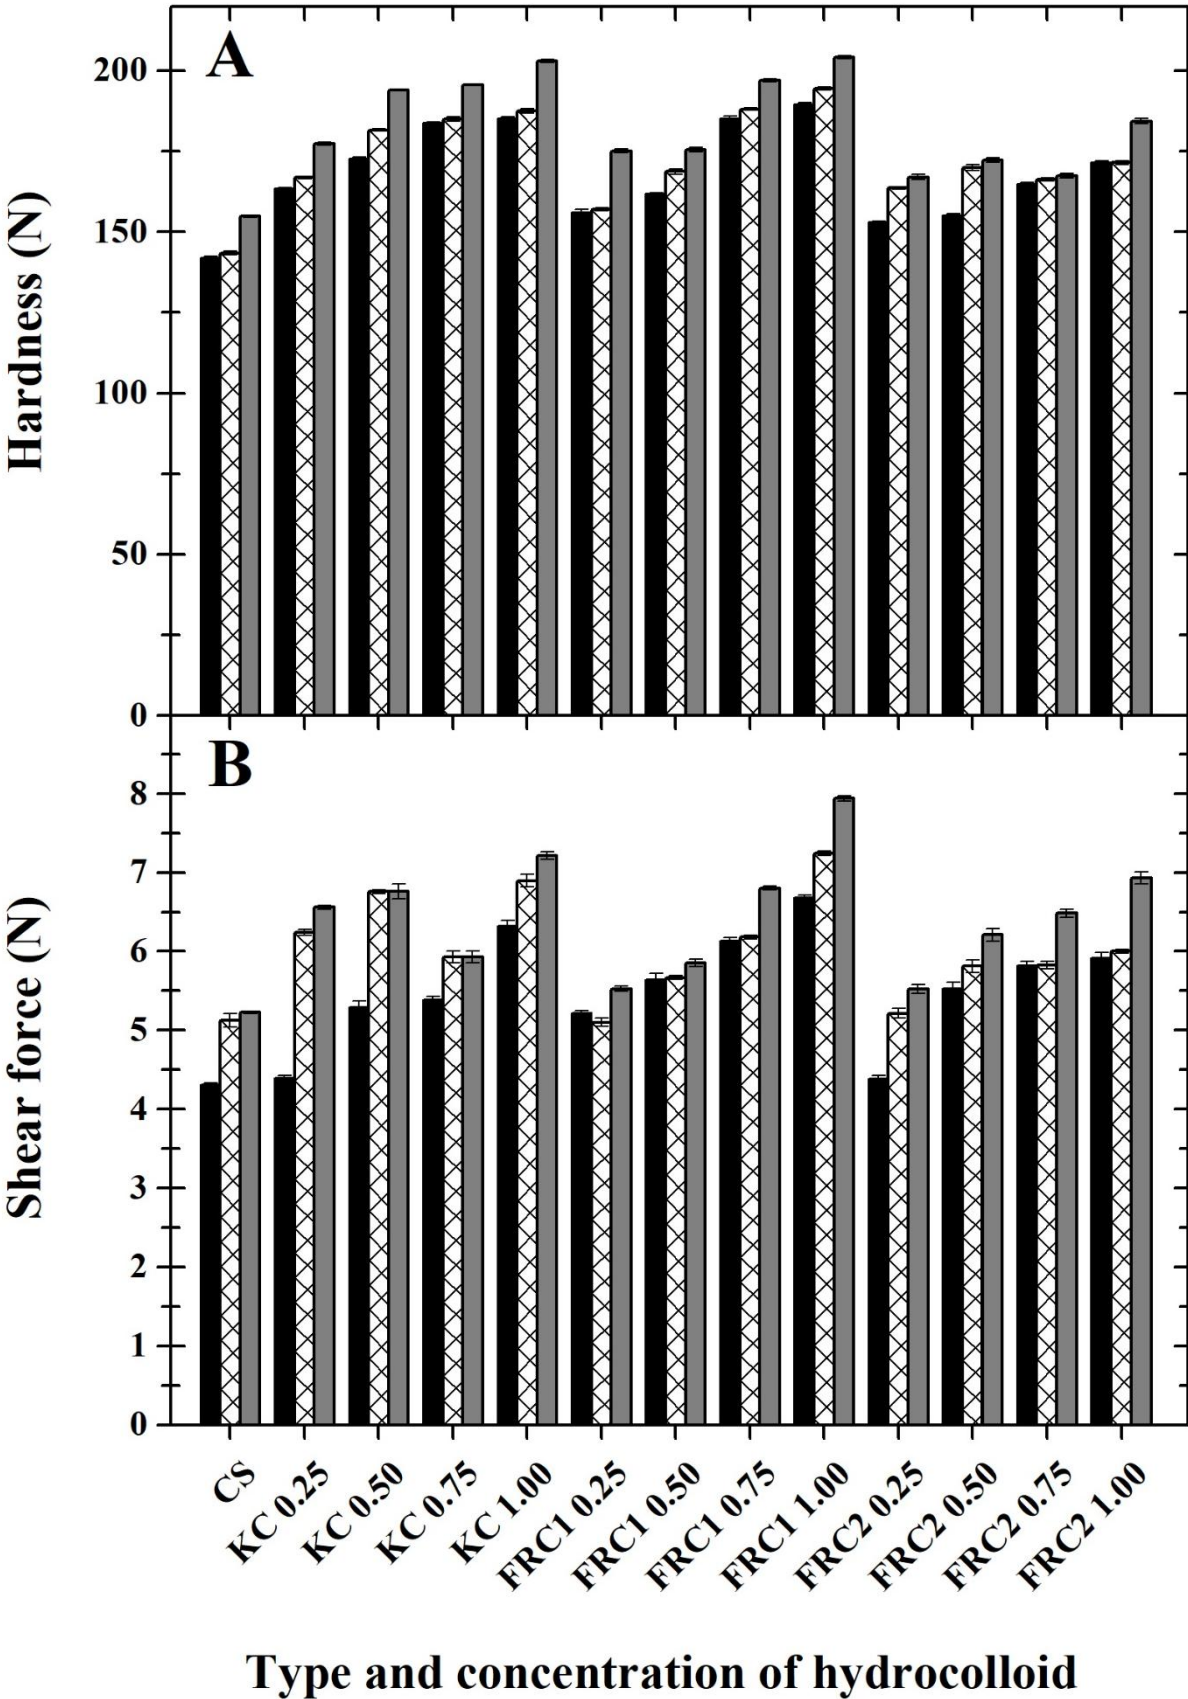 A
Hardness (N)
200
150
100
50
0
B
Shear force (N)
8
7
6
5
4
3
2
1
0
CS
KC 0.25
KC 0.50
KC 0.75
KC 1.00
FRC1 0.25
FRC1 0.50
FRC1 0.75
FRC1 1.00
FRC2 0.25
FRC2 0.50
FRC2 0.75
FRC2 1.00
Type and concentration of hydrocolloid